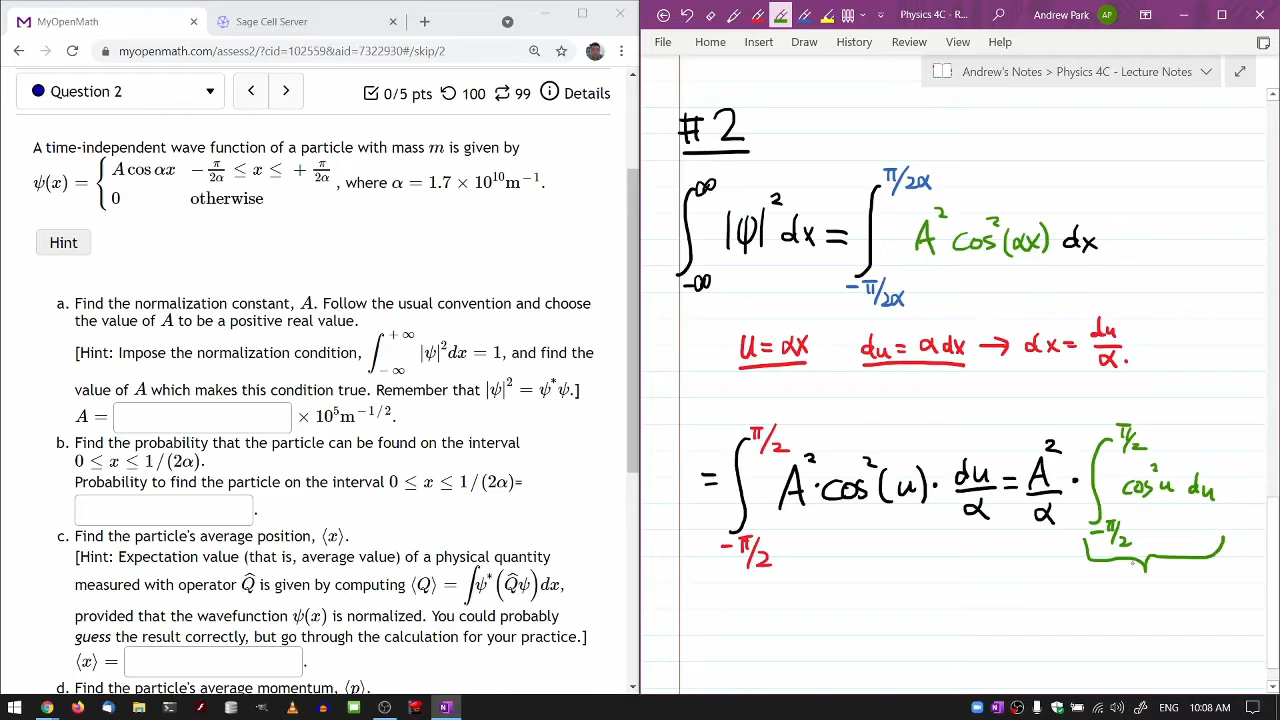 MyOpenMath
Sage Cell Server
myopenmath.com/assess2/?cid=102559&aid=7322930#/skip/2
Question 2
0/5 pts 100 99 Details
A time-independent wave function of a particle with mass m is given by
ψ(x) = { A cos αx −π/2α ≤ x ≤ +π/2α
0 otherwise
, where α = 1.7 × 10^10 m^−1.
Hint
a. Find the normalization constant, A. Follow the usual convention and choose
the value of A to be a positive real value.
[Hint: Impose the normalization condition, ∫_−∞^+∞ |ψ|^2 dx = 1, and find the
value of A which makes this condition true. Remember that |ψ|^2 = ψ*ψ.]
A = × 10^5 m^−1/2.
b. Find the probability that the particle can be found on the interval
0 ≤ x ≤ 1/(2α).
Probability to find the particle on the interval 0 ≤ x ≤ 1/(2α)=
.
c. Find the particle's average position, ⟨x⟩.
[Hint: Expectation value (that is, average value) of a physical quantity
measured with operator Q̂ is given by computing ⟨Q⟩ = ∫ψ*(Q̂ψ)dx,
provided that the wavefunction ψ(x) is normalized. You could probably
guess the result correctly, but go through the calculation for your practice.]
⟨x⟩ = .
d. Find the particle's average momentum, ⟨p⟩.
Physics 4C - R...
Andrew Park AP
File Home Insert Draw History Review View Help
Andrew's Notes > Physics 4C - Lecture Notes
#2
∫_−∞^∞ |ψ|^2 dx = ∫_−π/2α^π/2α A^2 cos^2(αx) dx
u = αx du = α dx → dx = du/α.
= ∫_−π/2^π/2 A^2 · cos^2(u) · du/α = A^2/α · ∫_−π/2^π/2 cos^2 u du
ENG 10:08 AM